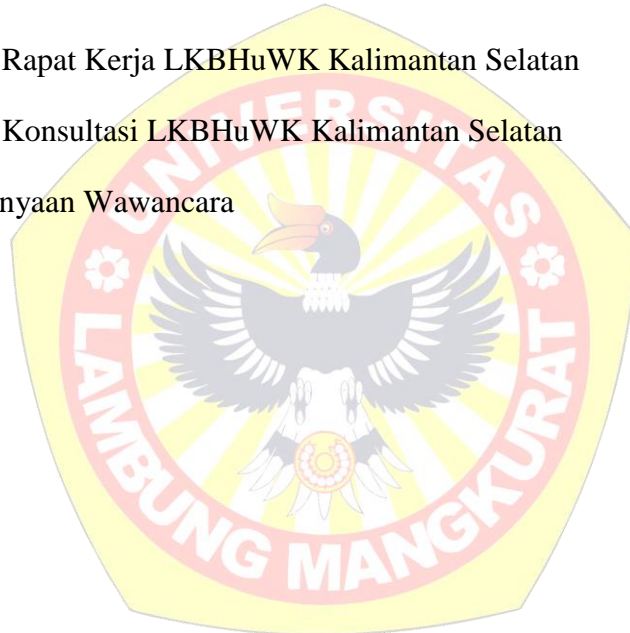 Rapat Kerja LKBHuWK Kalimantan Selatan
Konsultasi LKBHuWK Kalimantan Selatan
nyaan Wawancara
UNIVERSITAS
LAMBUNG MANGKURAT